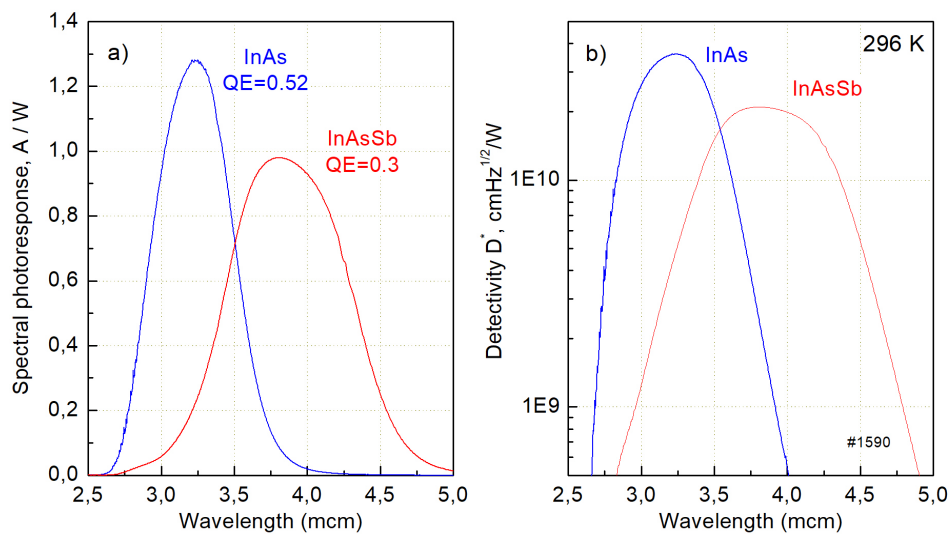 a)
InAs
QE=0.52
InAsSb
QE=0.3
Spectral photoresponse, A / W
1,4
1,2
1,0
0,8
0,6
0,4
0,2
0,0
2,5 3,0 3,5 4,0 4,5 5,0
Wavelength (mcm)
b)
296 K
InAs
InAsSb
Detectivity D*, cmHz1/2/W
1E10
1E9
#1590
2,5 3,0 3,5 4,0 4,5 5,0
Wavelength (mcm)